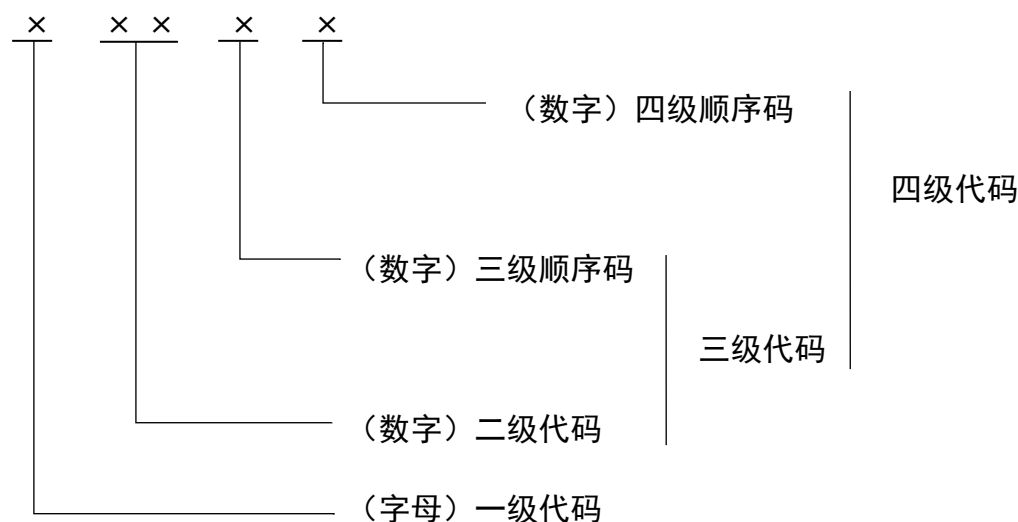 × × × × ×
（数字）四级顺序码
四级代码
（数字）三级顺序码
三级代码
（数字）二级代码
（字母）一级代码